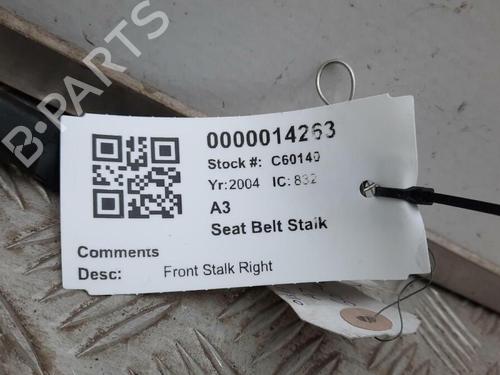 B-PARTS
0000014263
Stock #: C60140
Yr:2004 IC: 832
A3
Seat Belt Stalk
Comments
Desc: Front Stalk Right